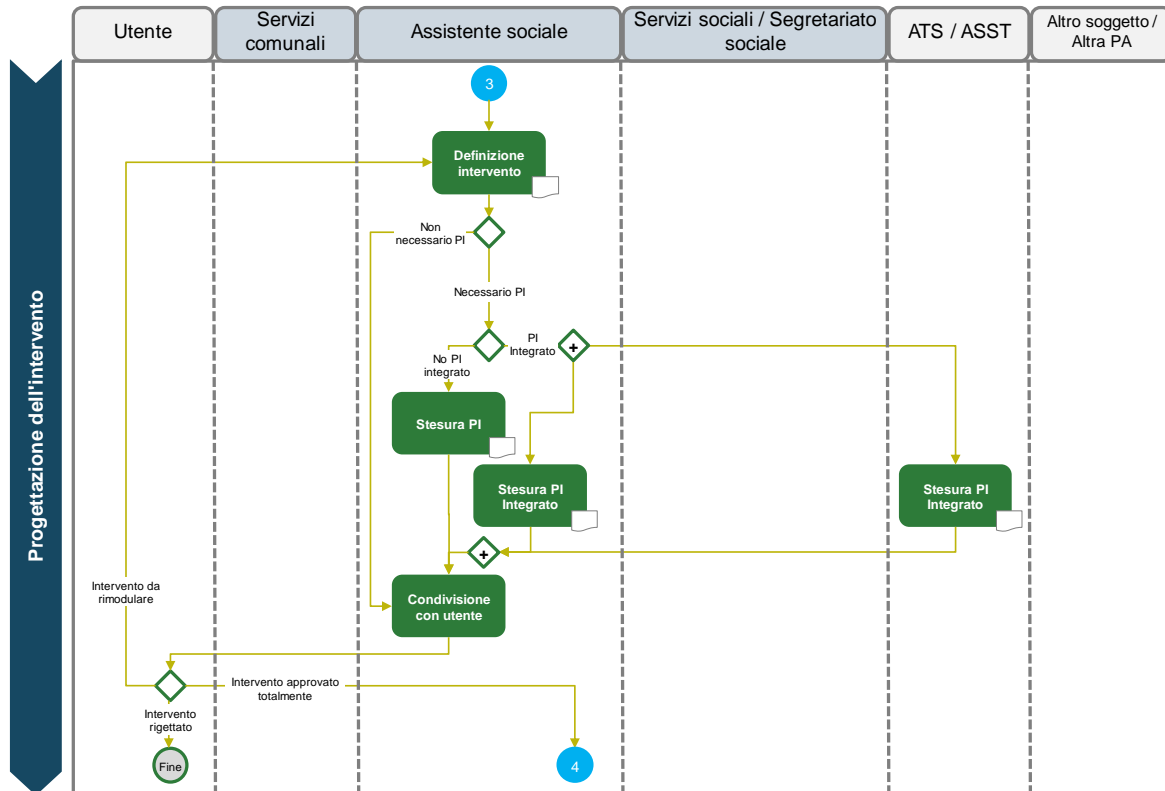 Utente
Servizi
comunali
Assistente sociale
Servizi sociali / Segretariato
sociale
ATS / ASST
Altro soggetto /
Altra PA
Progettazione dell'intervento
3
Definizione
intervento
Non
necessario PI
Necessario PI
PI
Integrato
+
No PI
integrato
Stesura PI
Stesura PI
Integrato
Stesura PI
Integrato
+
Condivisione
con utente
Intervento da
rimodulare
Intervento approvato
totalmente
Intervento
rigettato
Fine
4